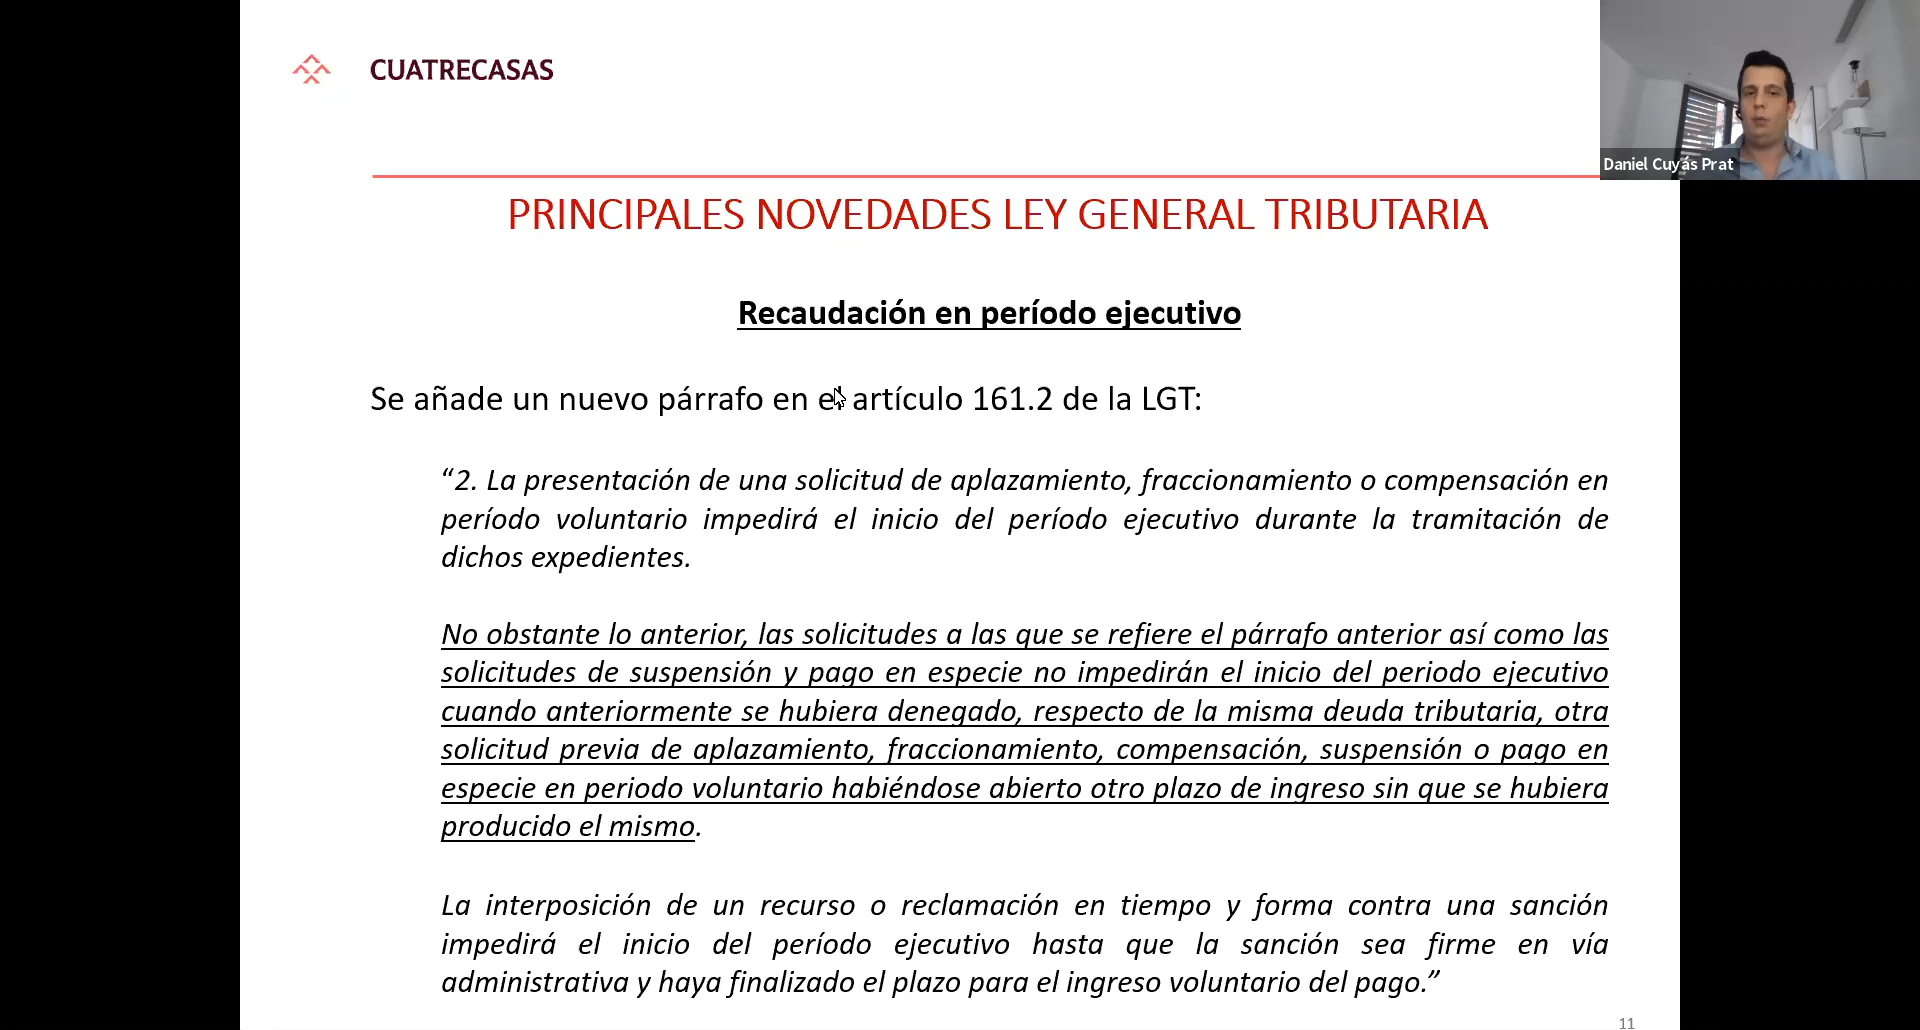 CUATRECASAS
Daniel Cuyás Prat
PRINCIPALES NOVEDADES LEY GENERAL TRIBUTARIA
Recaudación en período ejecutivo
Se añade un nuevo párrafo en el artículo 161.2 de la LGT:
“2. La presentación de una solicitud de aplazamiento, fraccionamiento o compensación en
período voluntario impedirá el inicio del período ejecutivo durante la tramitación de
dichos expedientes.
No obstante lo anterior, las solicitudes a las que se refiere el párrafo anterior así como las
solicitudes de suspensión y pago en especie no impedirán el inicio del periodo ejecutivo
cuando anteriormente se hubiera denegado, respecto de la misma deuda tributaria, otra
solicitud previa de aplazamiento, fraccionamiento, compensación, suspensión o pago en
especie en periodo voluntario habiéndose abierto otro plazo de ingreso sin que se hubiera
producido el mismo.
La interposición de un recurso o reclamación en tiempo y forma contra una sanción
impedirá el inicio del período ejecutivo hasta que la sanción sea firme en vía
administrativa y haya finalizado el plazo para el ingreso voluntario del pago.”
11